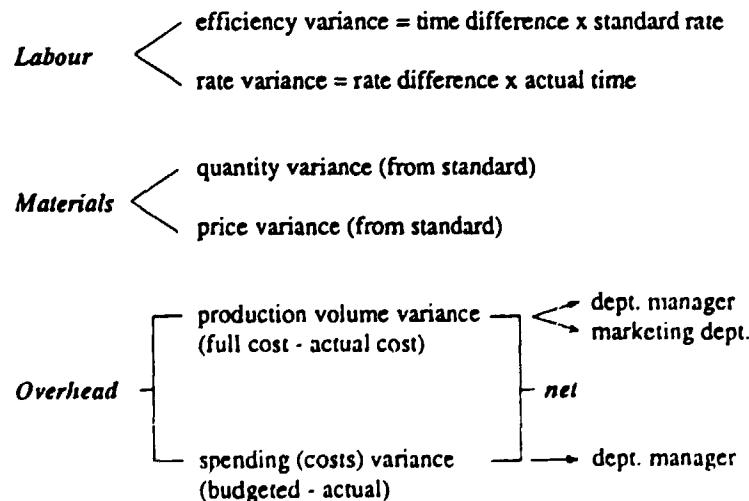 efficiency variance = time difference x standard rate
Labour
rate variance = rate difference x actual time
quantity variance (from standard)
Materials
price variance (from standard)
production volume variance
(full cost - actual cost)
dept. manager
marketing dept.
Overhead
net
spending (costs) variance
(budgeted - actual)
dept. manager